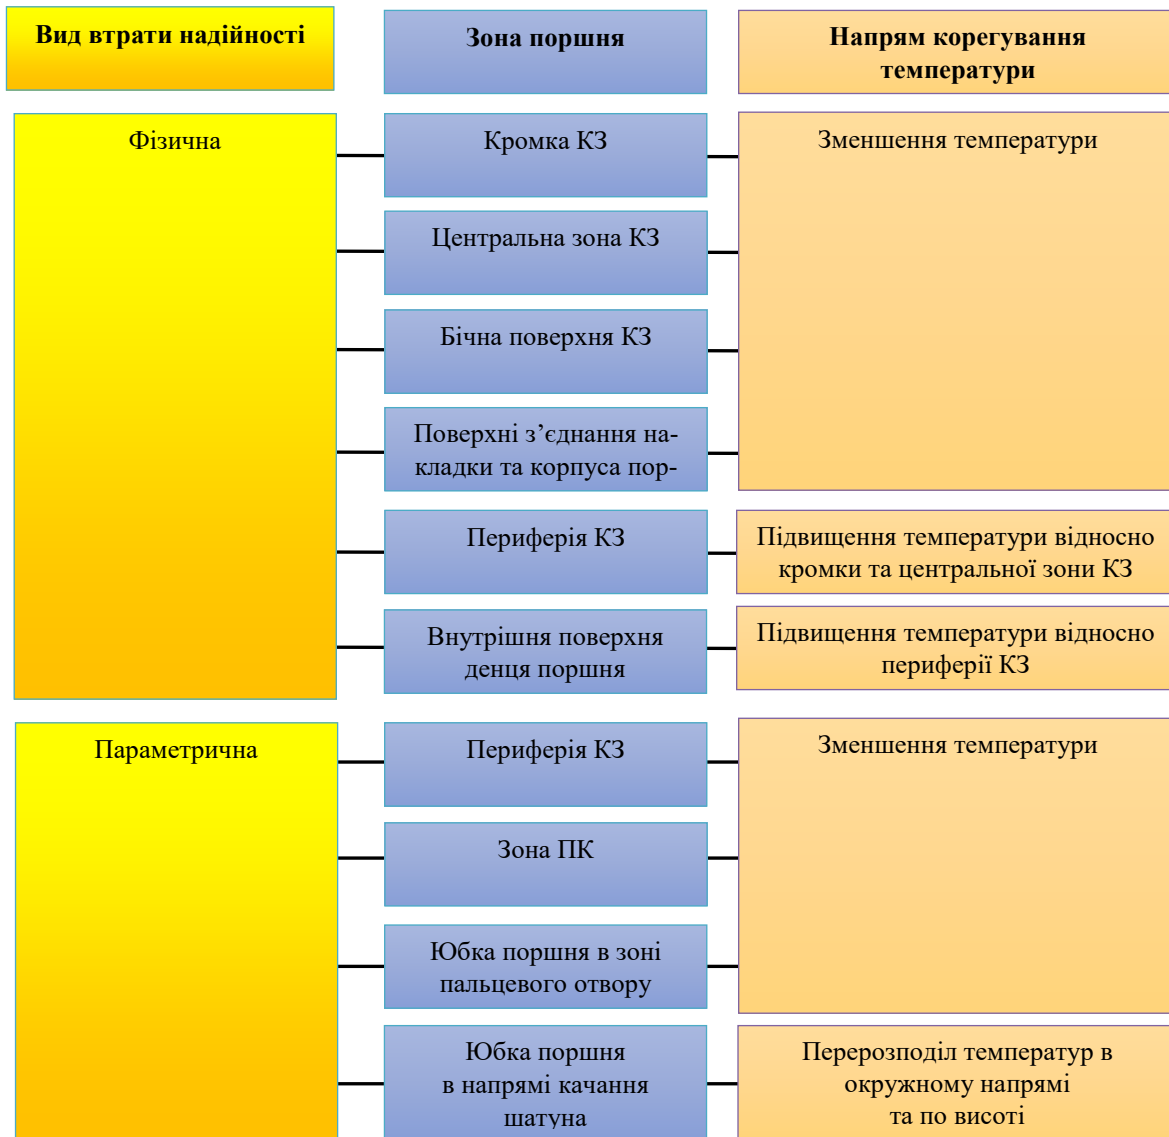 Вид втрати надійності
Зона поршня
Напрям корегування
температури
Фізична
Кромка КЗ
Зменшення температури
Центральна зона КЗ
Бічна поверхня КЗ
Поверхні з’єднання на-
кладки та корпуса пор-
Периферія КЗ
Підвищення температури відносно
кромки та центральної зони КЗ
Внутрішня поверхня
денця поршня
Підвищення температури відносно
периферії КЗ
Параметрична
Периферія КЗ
Зменшення температури
Зона ПК
Юбка поршня в зоні
пальцевого отвору
Юбка поршня
в напрямі качання
шатуна
Перерозподіл температур в
окружному напрямі
та по висоті